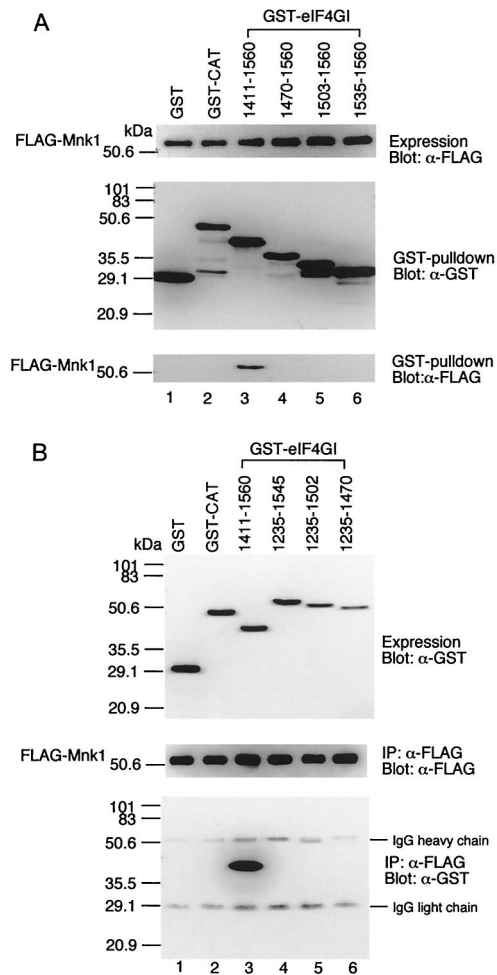 A
GST-eIF4GI
GST
GST-CAT
1411-1560
1470-1560
1503-1560
1535-1560
kDa
FLAG-Mnk1
50.6
Expression
Blot: α-FLAG
101
83
50.6
35.5
29.1
20.9
GST-pulldown
Blot: α-GST
FLAG-Mnk1
50.6
GST-pulldown
Blot:α-FLAG
1 2 3 4 5 6
B
GST-eIF4GI
GST
GST-CAT
1411-1560
1235-1545
1235-1502
1235-1470
kDa
101
83
50.6
35.5
29.1
20.9
Expression
Blot: α-GST
FLAG-Mnk1
50.6
IP: α-FLAG
Blot: α-FLAG
101
83
50.6
35.5
29.1
20.9
IgG heavy chain
IP: α-FLAG
Blot: α-GST
IgG light chain
1 2 3 4 5 6